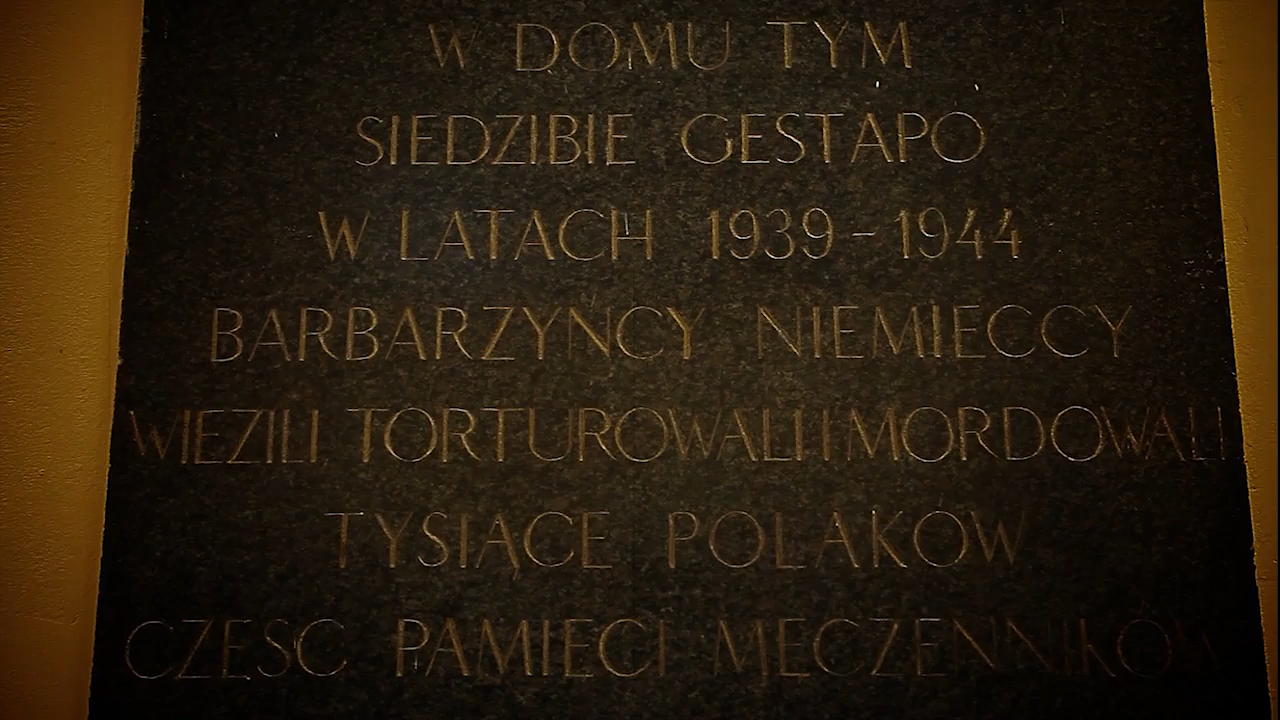 W DOMU TYM
SIEDZIBIE GESTAPO
W LATACH 1939-1944
BARBARZYŃCY NIEMIECCY
WIĘZILI TORTUROWALI I MORDOWALI
TYSIĄCE POLAKÓW
CZEŚĆ PAMIĘCI MĘCZENNIKÓW